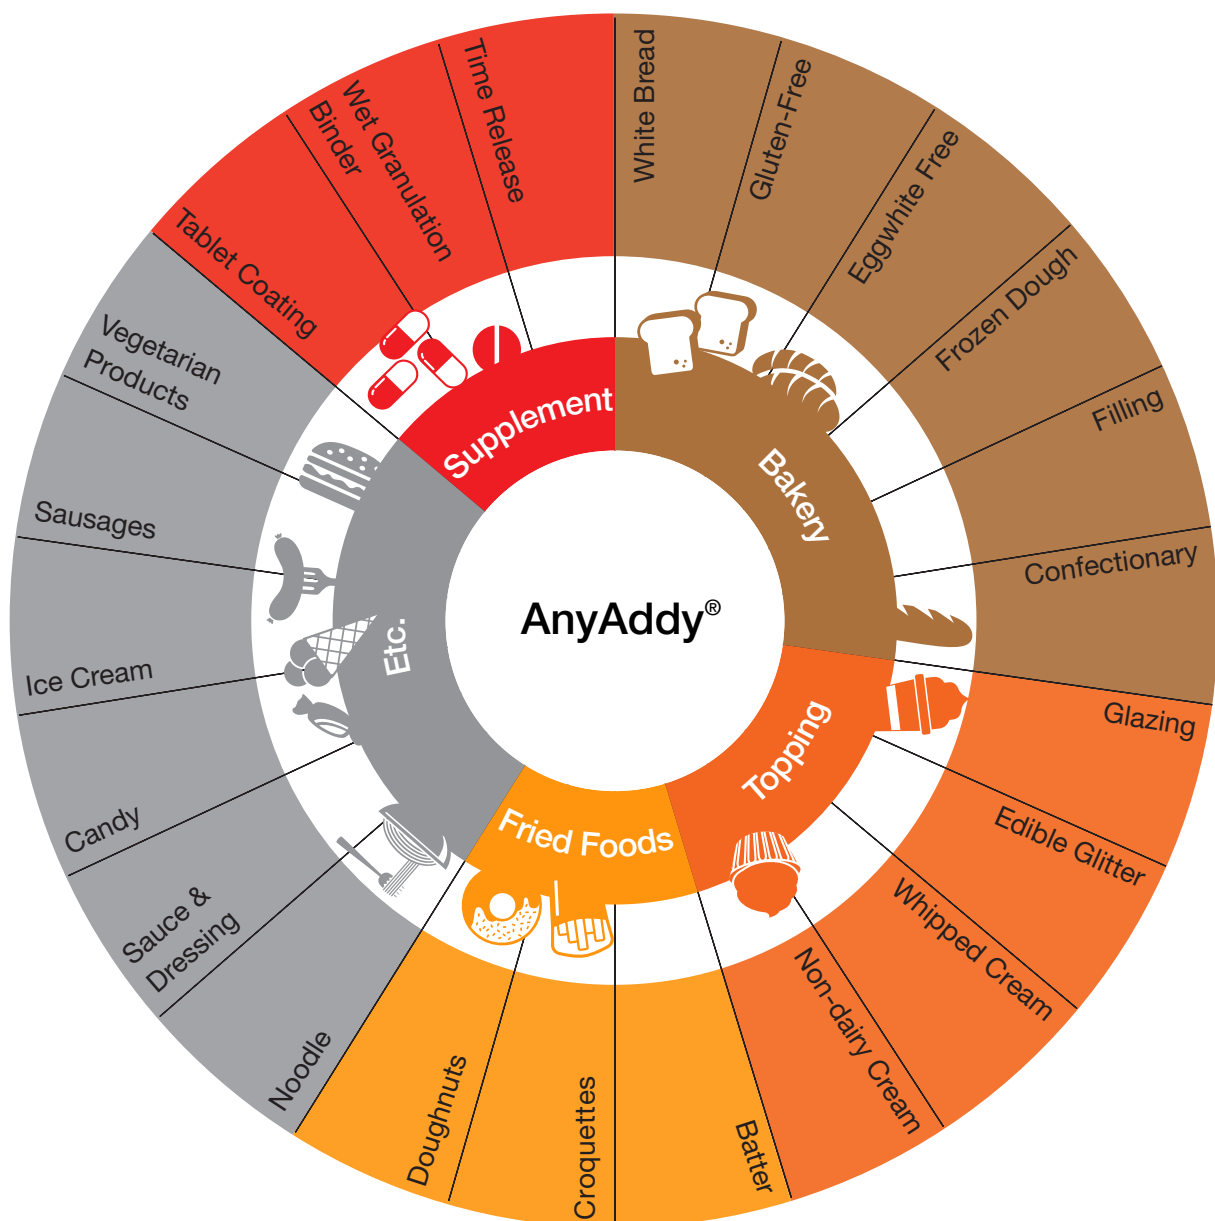 AnyAddy®
Supplement
Bakery
Topping
Fried Foods
Etc.
White Bread
Gluten-Free
Eggwhite Free
Frozen Dough
Filling
Confectionary
Glazing
Edible Glitter
Whipped Cream
Non-dairy Cream
Batter
Croquettes
Doughnuts
Noodle
Sauce &
Dressing
Candy
Ice Cream
Sausages
Vegetarian
Products
Tablet Coating
Wet Granulation
Binder
Time Release